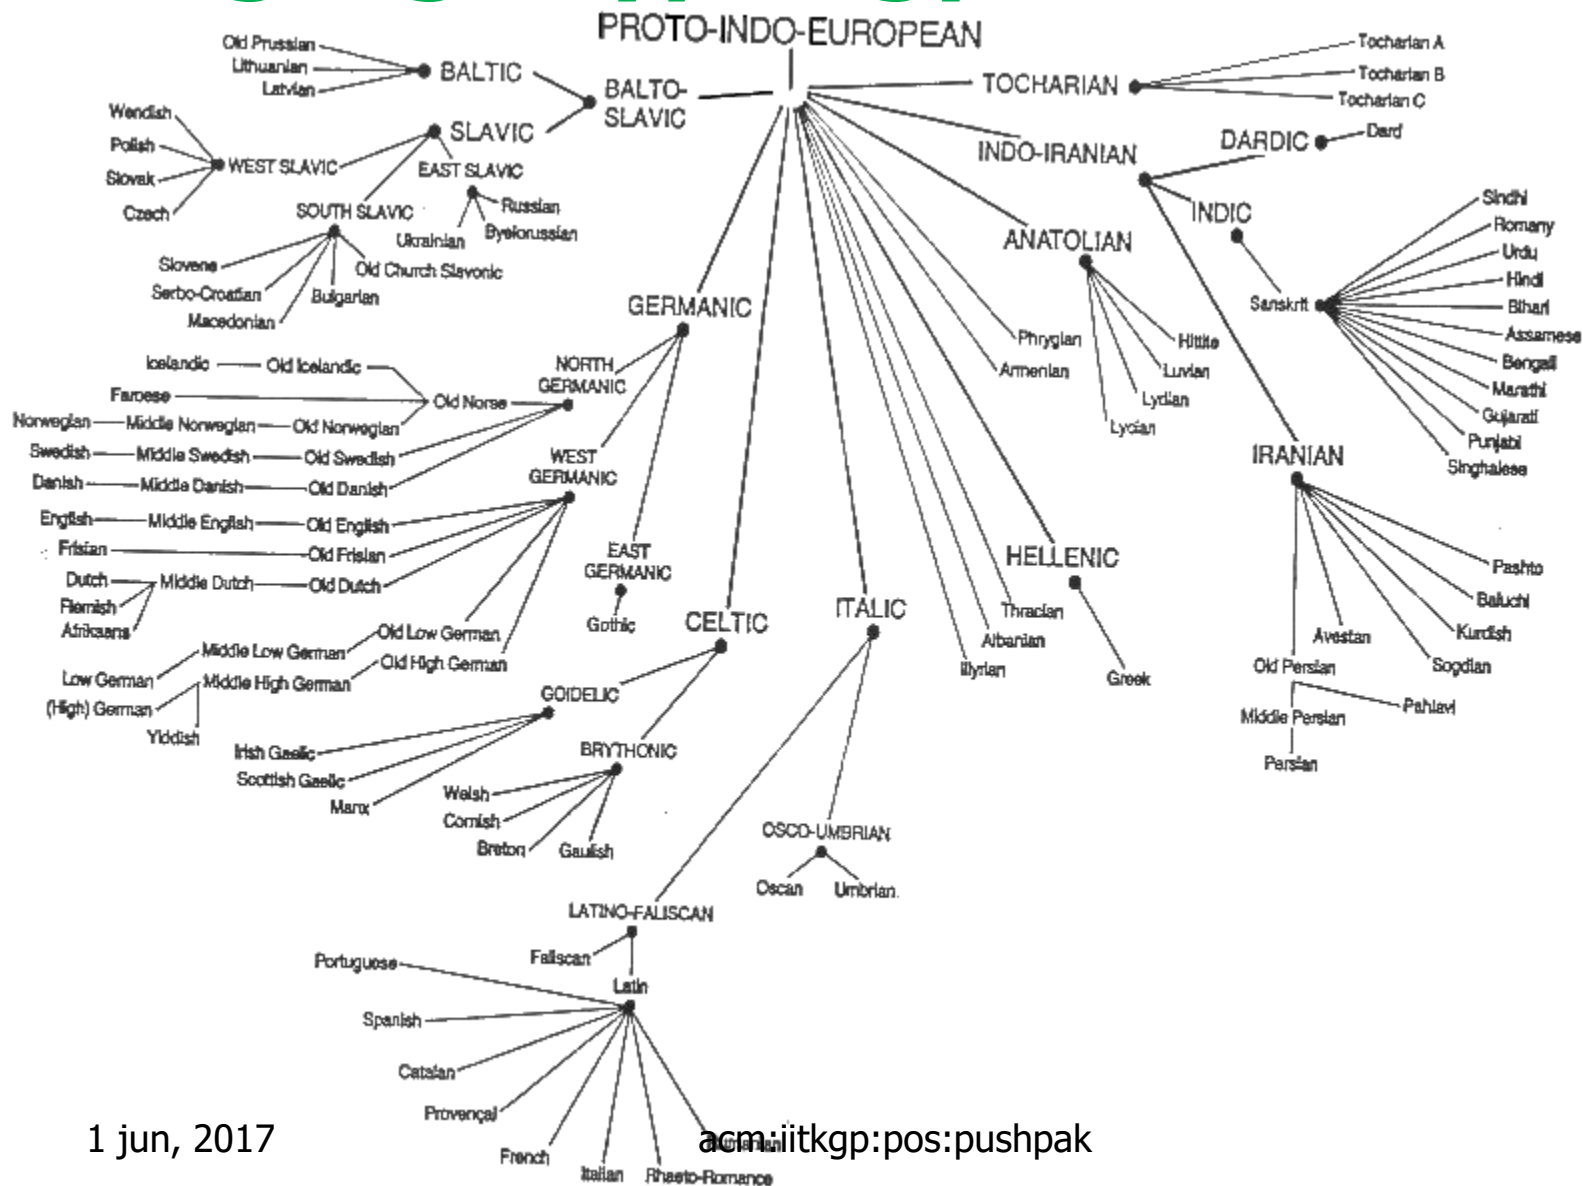 PROTO-INDO-EUROPEAN
BALTO-
SLAVIC
BALTIC
Old Prussian
Lithuanian
Latvian
SLAVIC
WEST SLAVIC
Wendish
Polish
Slovak
Czech
EAST SLAVIC
Russian
Byelorussian
Ukrainian
SOUTH SLAVIC
Old Church Slavonic
Bulgarian
Macedonian
Serbo-Croatian
Slovene
GERMANIC
NORTH
GERMANIC
Old Norse
Icelandic
Old Icelandic
Faroese
Norwegian
Middle Norwegian
Old Norwegian
Swedish
Middle Swedish
Old Swedish
Danish
Middle Danish
Old Danish
WEST
GERMANIC
English
Middle English
Old English
Frisian
Old Frisian
Dutch
Flemish
Afrikaans
Middle Dutch
Old Dutch
Low German
Middle Low German
Old Low German
(High) German
Yiddish
Middle High German
Old High German
EAST
GERMANIC
Gothic
CELTIC
GOIDELIC
Irish Gaelic
Scottish Gaelic
Manx
BRYTHONIC
Welsh
Cornish
Breton
Gaulish
ITALIC
OSCO-UMBRIAN
Oscan
Umbrian
LATINO-FALISCAN
Faliscan
Latin
Portuguese
Spanish
Catalan
Provençal
French
Italian
Rhaeto-Romance
Illyrian
Albanian
Thracian
HELLENIC
Greek
Armenian
Phrygian
ANATOLIAN
Hittite
Luvian
Lydian
Lycian
INDO-IRANIAN
DARDIC
Dard
INDIC
Sanskrit
Sindhi
Romany
Urdu
Hindi
Bihari
Assamese
Bengali
Marathi
Gujarati
Punjabi
Singhalese
IRANIAN
Pashto
Baluchi
Kurdish
Sogdian
Avestan
Old Persian
Pahlavi
Middle Persian
Persian
TOCHARIAN
Tocharian A
Tocharian B
Tocharian C
1 jun, 2017
acm:iitkgp:pos:pushpak